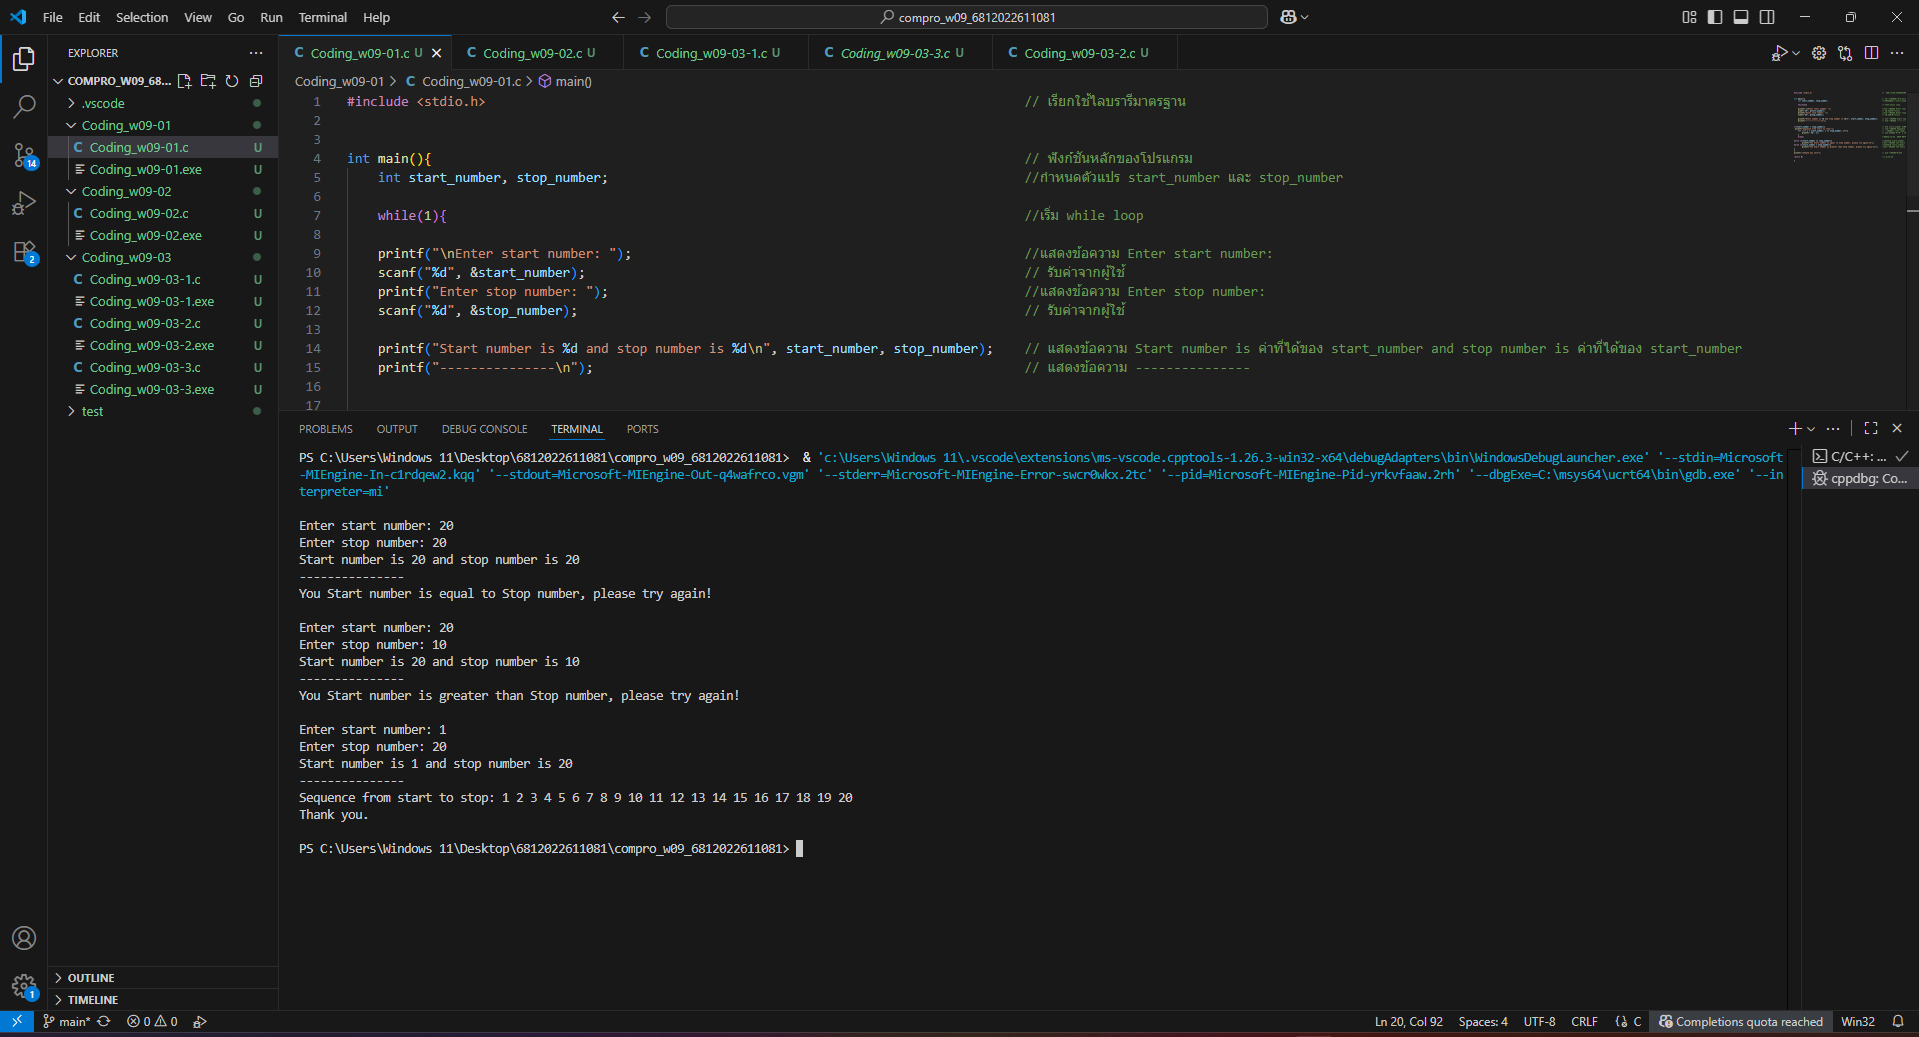 File Edit Selection View Go Run Terminal Help
compro_w09_6812022611081
EXPLORER
COMPRO_W09_68...
.vscode
Coding_w09-01
Coding_w09-01.c U
Coding_w09-01.exe U
Coding_w09-02
Coding_w09-02.c U
Coding_w09-02.exe U
Coding_w09-03
Coding_w09-03-1.c U
Coding_w09-03-1.exe U
Coding_w09-03-2.c U
Coding_w09-03-2.exe U
Coding_w09-03-3.c U
Coding_w09-03-3.exe U
test
OUTLINE
TIMELINE
14
2
1
C Coding_w09-01.c U
C Coding_w09-02.c U
C Coding_w09-03-1.c U
C Coding_w09-03-3.c U
C Coding_w09-03-2.c U
Coding_w09-01 > C Coding_w09-01.c > main()
1 #include <stdio.h> // เรียกใช้ไลบรารีมาตรฐาน
2
3
4 int main(){ // ฟังก์ชันหลักของโปรแกรม
5 int start_number, stop_number; //กำหนดตัวแปร start_number และ stop_number
6
7 while(1){ //เริ่ม while loop
8
9 printf("\nEnter start number: "); //แสดงข้อความ Enter start number:
10 scanf("%d", &start_number); // รับค่าจากผู้ใช้
11 printf("Enter stop number: "); //แสดงข้อความ Enter stop number:
12 scanf("%d", &stop_number); // รับค่าจากผู้ใช้
13
14 printf("Start number is %d and stop number is %d\n", start_number, stop_number); // แสดงข้อความ Start number is ค่าที่ได้ของ start_number and stop number is ค่าที่ได้ของ start_number
15 printf("---------------\n"); // แสดงข้อความ ---------------
16
17
PROBLEMS OUTPUT DEBUG CONSOLE TERMINAL PORTS
PS C:\Users\Windows 11\Desktop\6812022611081\compro_w09_6812022611081> & 'c:\Users\Windows 11\.vscode\extensions\ms-vscode.cpptools-1.26.3-win32-x64\debugAdapters\bin\WindowsDebugLauncher.exe' '--stdin=Microsoft
-MIEngine-In-c1rdqew2.kqq' '--stdout=Microsoft-MIEngine-Out-q4wafrco.vgm' '--stderr=Microsoft-MIEngine-Error-swcr0wkx.2tc' '--pid=Microsoft-MIEngine-Pid-yrkvfaaw.2rh' '--dbgExe=C:\msys64\ucrt64\bin\gdb.exe' '--in
terpreter=mi'
Enter start number: 20
Enter stop number: 20
Start number is 20 and stop number is 20
---------------
You Start number is equal to Stop number, please try again!
Enter start number: 20
Enter stop number: 10
Start number is 20 and stop number is 10
---------------
You Start number is greater than Stop number, please try again!
Enter start number: 1
Enter stop number: 20
Start number is 1 and stop number is 20
---------------
Sequence from start to stop: 1 2 3 4 5 6 7 8 9 10 11 12 13 14 15 16 17 18 19 20
Thank you.
PS C:\Users\Windows 11\Desktop\6812022611081\compro_w09_6812022611081>
C/C++: ...
cppdbg: Co...
main* 0 0
Ln 20, Col 92 Spaces: 4 UTF-8 CRLF C Completions quota reached Win32